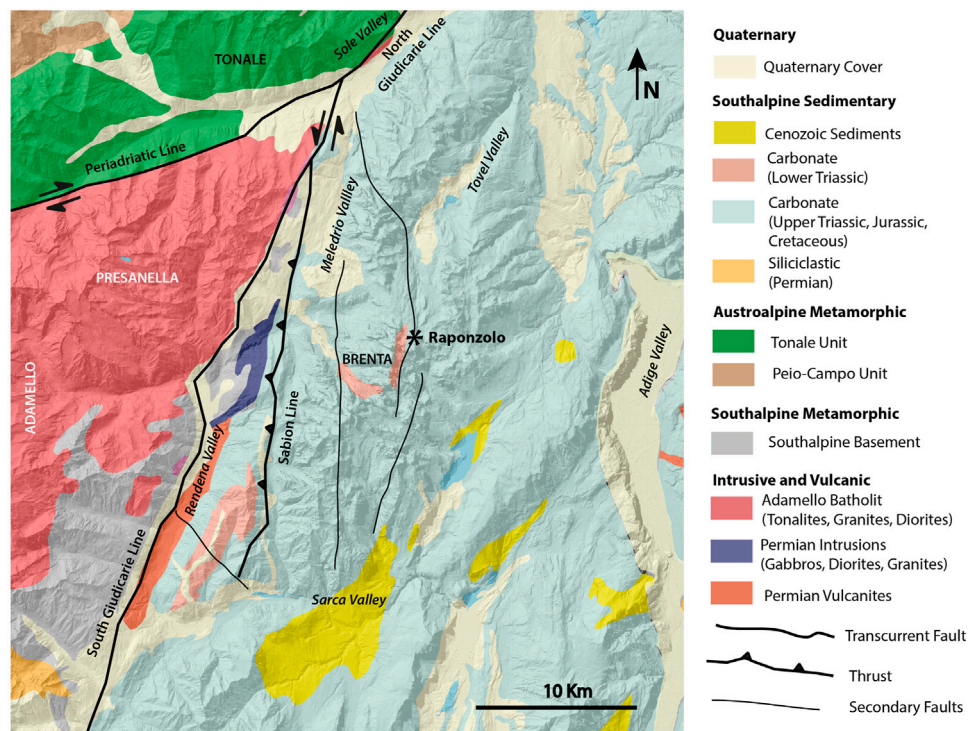 TONALE
Sole Valley
North
Giudicarie Line
N
Periadriatic Line
Tovel Valley
Meledrio Vallley
PRESANELLA
Raponzolo
BRENTA
Adige Valley
ADAMELLO
Sabion Line
Rendena Valley
South Giudicarie Line
Sarca Valley
10 Km
Quaternary
Quaternary Cover
Southalpine Sedimentary
Cenozoic Sediments
Carbonate
(Lower Triassic)
Carbonate
(Upper Triassic, Jurassic,
Cretaceous)
Siliciclastic
(Permian)
Austroalpine Metamorphic
Tonale Unit
Peio-Campo Unit
Southalpine Metamorphic
Southalpine Basement
Intrusive and Vulcanic
Adamello Batholit
(Tonalites, Granites, Diorites)
Permian Intrusions
(Gabbros, Diorites, Granites)
Permian Vulcanites
Transcurrent Fault
Thrust
Secondary Faults